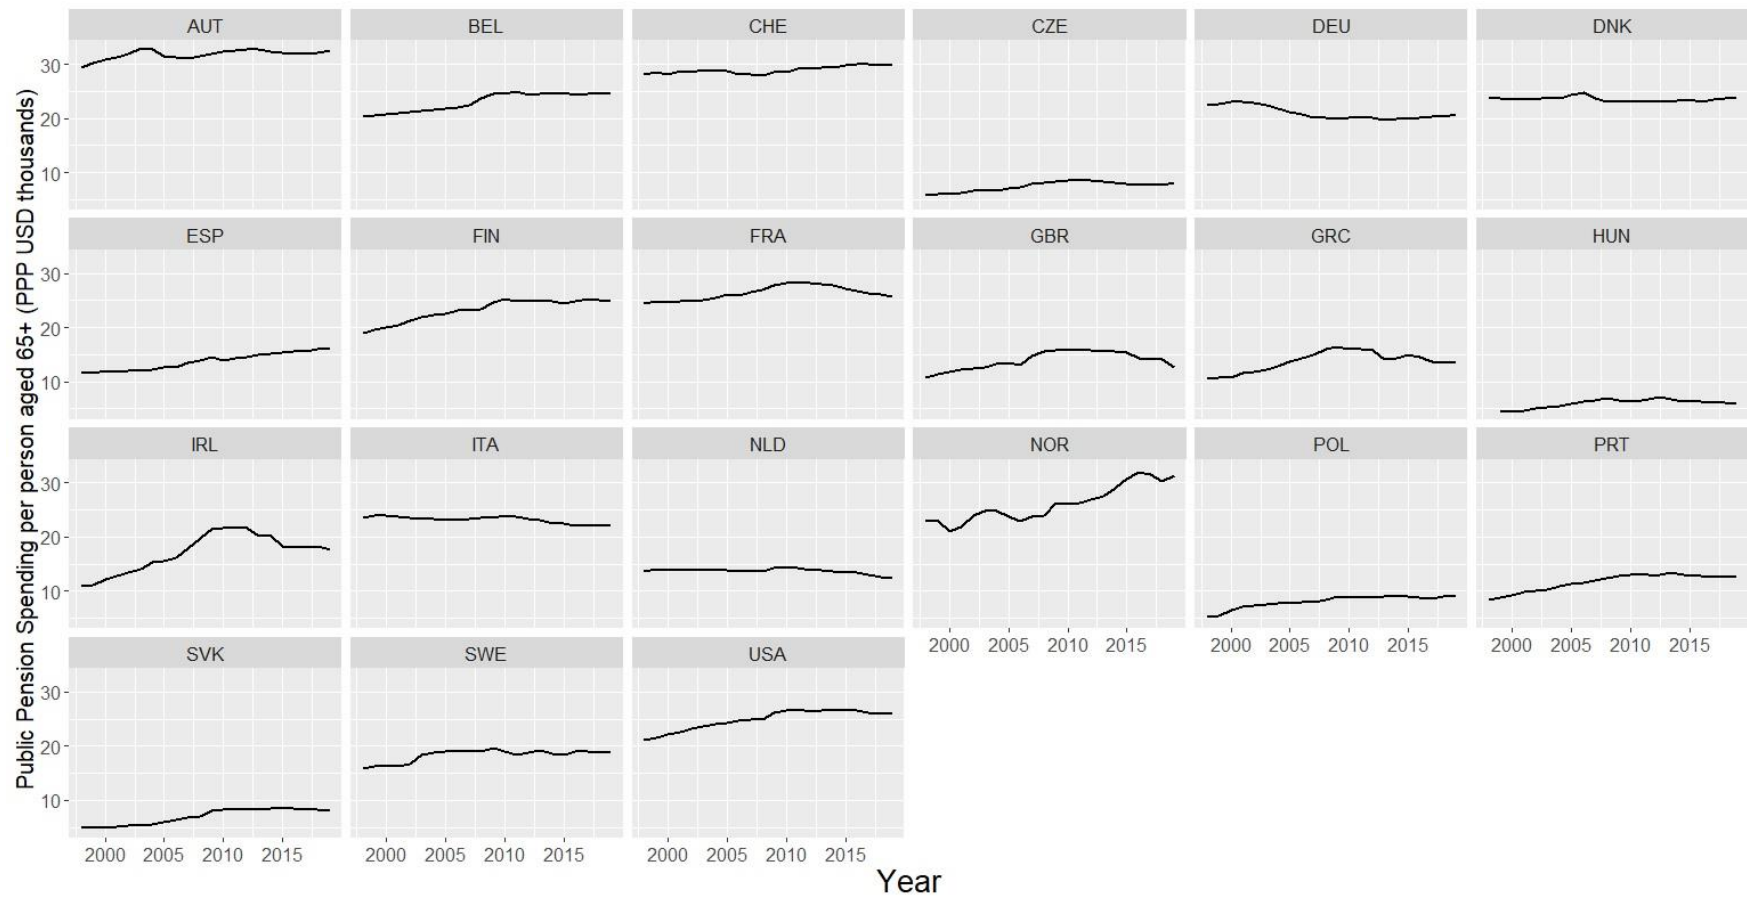 Public Pension Spending per person aged 65+ (PPP USD thousands)
AUT BEL CHE CZE DEU DNK
30
20
10
ESP FIN FRA GBR GRC HUN
30
20
10
IRL ITA NLD NOR POL PRT
30
20
10
2000 2005 2010 2015 2000 2005 2010 2015 2000 2005 2010 2015
SVK SWE USA
30
20
10
2000 2005 2010 2015 2000 2005 2010 2015 2000 2005 2010 2015
Year